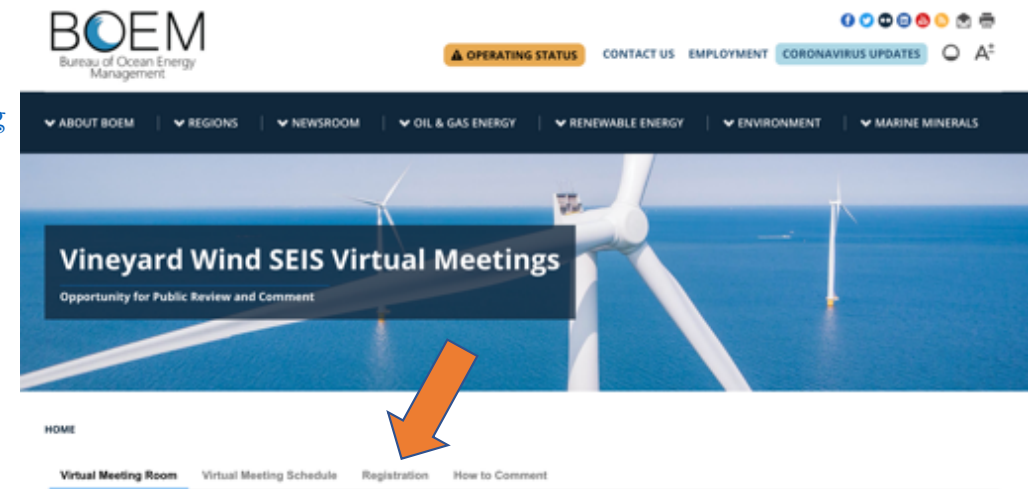 BOEM
Bureau of Ocean Energy
Management
OPERATING STATUS CONTACT US EMPLOYMENT CORONAVIRUS UPDATES A±
ABOUT BOEM REGIONS NEWSROOM OIL & GAS ENERGY RENEWABLE ENERGY ENVIRONMENT MARINE MINERALS
Vineyard Wind SEIS Virtual Meetings
Opportunity for Public Review and Comment
HOME
Virtual Meeting Room Virtual Meeting Schedule Registration How to Comment